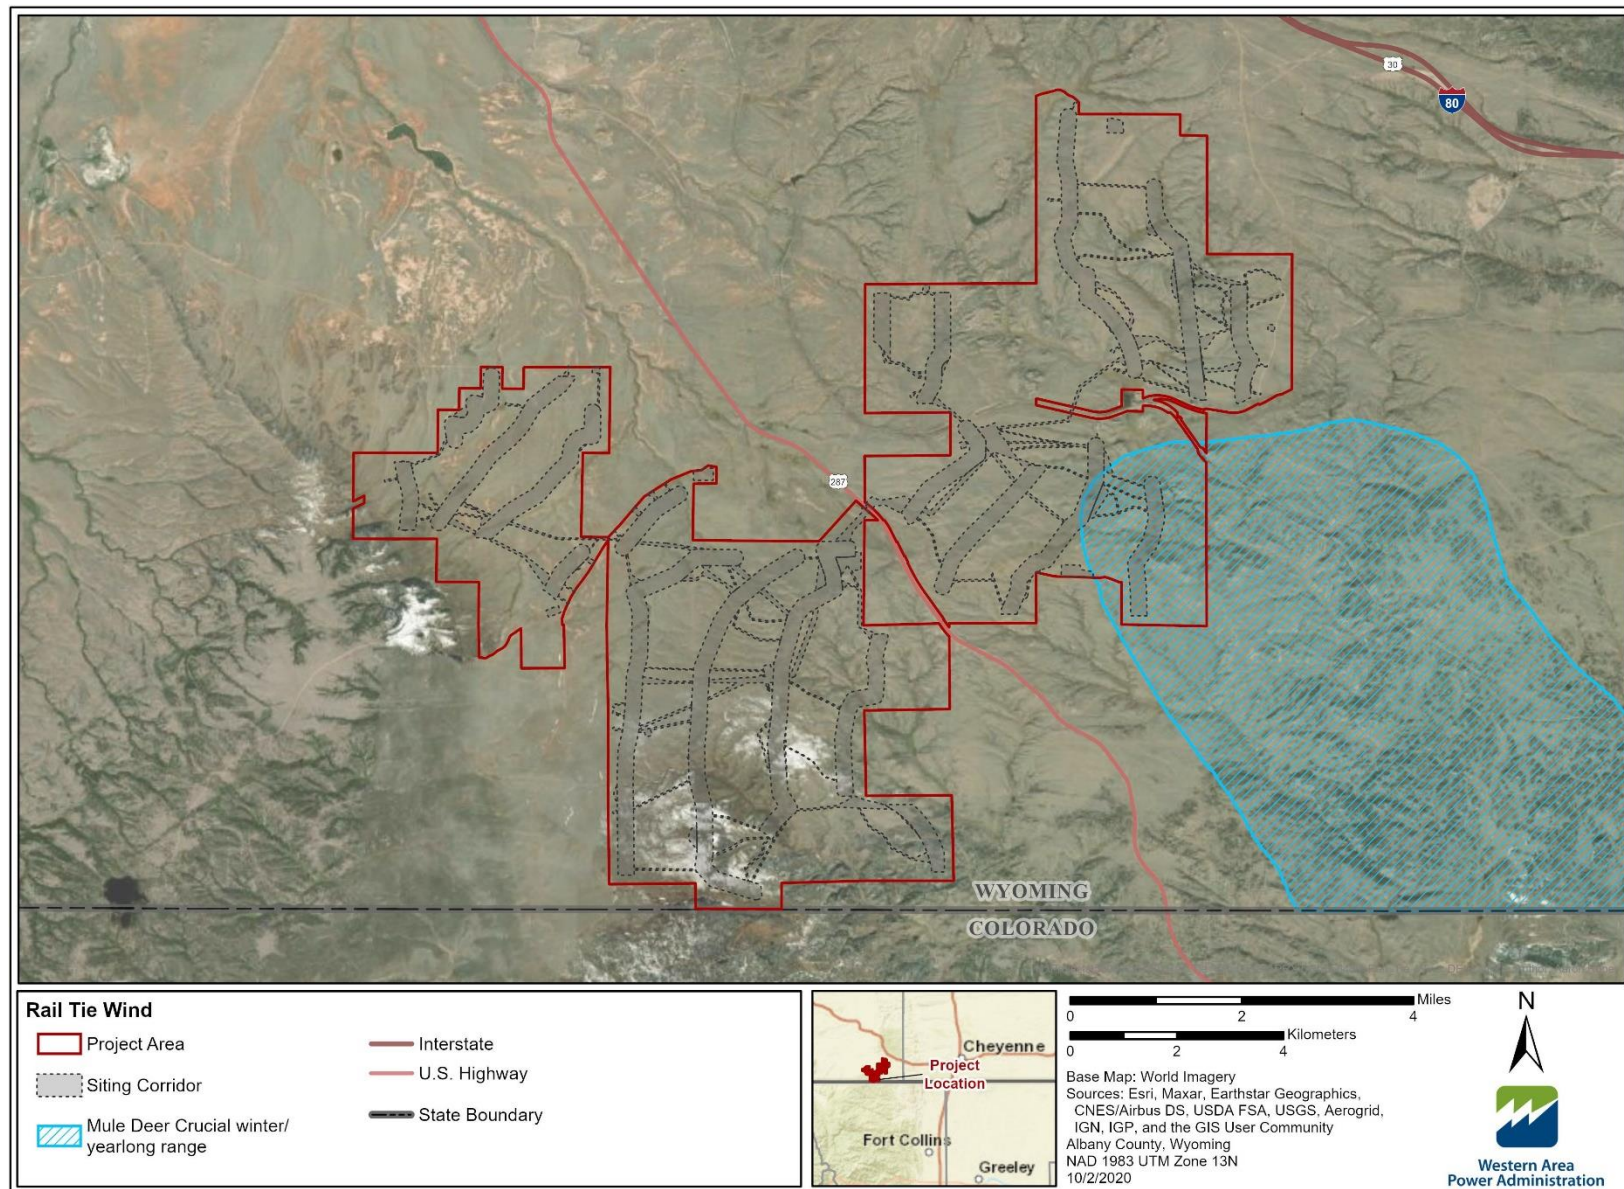 30
80
287
WYOMING
COLORADO
Rail Tie Wind
Project Area
Siting Corridor
Mule Deer Crucial winter/
yearlong range
Interstate
U.S. Highway
State Boundary
Cheyenne
Project
Location
Fort Collins
Greeley
Miles
0 2 4
Kilometers
0 2 4
Base Map: World Imagery
Sources: Esri, Maxar, Earthstar Geographics,
CNES/Airbus DS, USDA FSA, USGS, Aerogrid,
IGN, IGP, and the GIS User Community
Albany County, Wyoming
NAD 1983 UTM Zone 13N
10/2/2020
N
Western Area
Power Administration